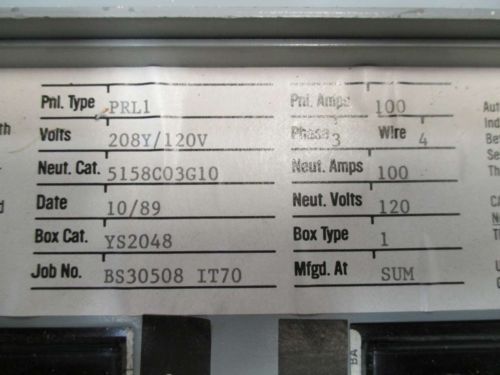 Pnl. Type PRL1 Pnl. Amps 100
Volts 208Y/120V Phase 3 Wire 4
Neut. Cat. 5158C03G10 Neut. Amps 100
Date 10/89 Neut. Volts 120
Box Cat. YS2048 Box Type 1
Job No. BS30508 IT70 Mfgd. At SUM
BA